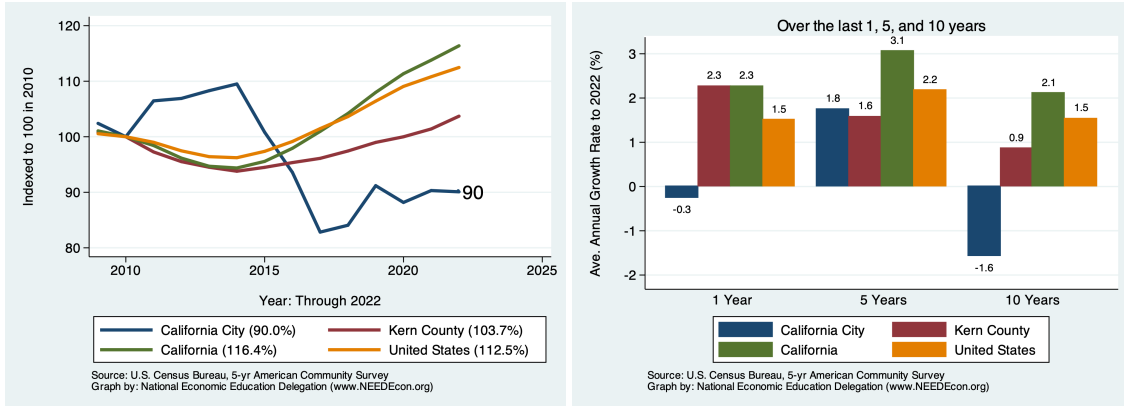 Indexed to 100 in 2010
120
110
100
90
80
90
2010
2015
2020
2025
Year: Through 2022
California City (90.0%)
Kern County (103.7%)
California (116.4%)
United States (112.5%)
Source: U.S. Census Bureau, 5-yr American Community Survey
Graph by: National Economic Education Delegation (www.NEEDEcon.org)
Over the last 1, 5, and 10 years
Ave. Annual Growth Rate to 2022 (%)
3
2
1
0
-1
-2
-0.3
2.3
2.3
1.5
1.8
1.6
3.1
2.2
-1.6
0.9
2.1
1.5
1 Year
5 Years
10 Years
California City
Kern County
California
United States
Source: U.S. Census Bureau, 5-yr American Community Survey
Graph by: National Economic Education Delegation (www.NEEDEcon.org)